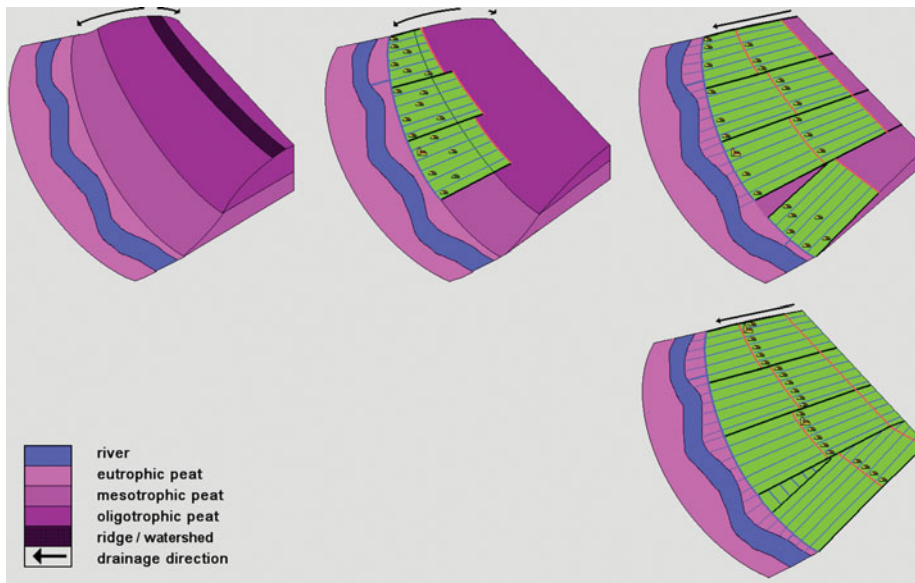 river
eutrophic peat
mesotrophic peat
oligotrophic peat
ridge / watershed
drainage direction